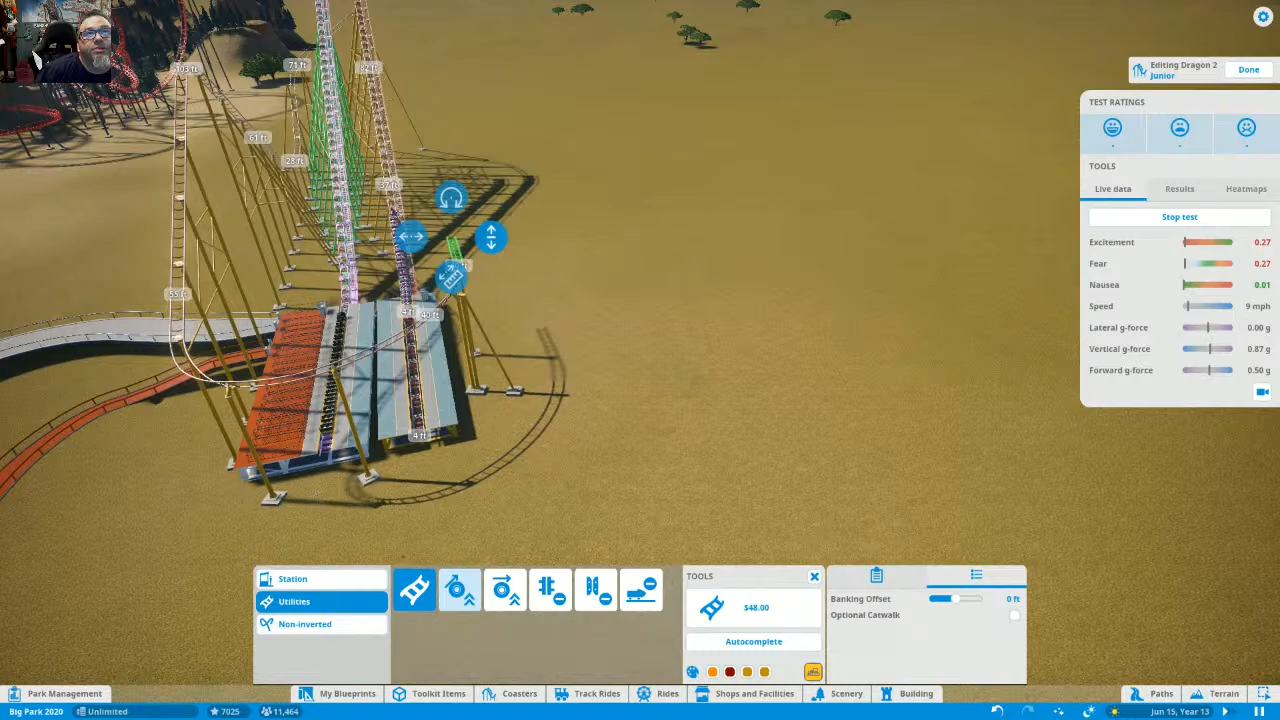 103 ft
71 ft
82 ft
61 ft
28 ft
37 ft
55 ft
4 ft
40 ft
4 ft
Editing Dragon 2
Junior
Done
TEST RATINGS
TOOLS
Live data
Results
Heatmaps
Stop test
Excitement 0.27
Fear 0.27
Nausea 0.01
Speed 9 mph
Lateral g-force 0.00 g
Vertical g-force 0.87 g
Forward g-force 0.50 g
Station
Utilities
Non-inverted
TOOLS
$48.00
Autocomplete
Banking Offset 0 ft
Optional Catwalk
Park Management
My Blueprints
Toolkit Items
Coasters
Track Rides
Rides
Shops and Facilities
Scenery
Building
Paths
Terrain
Big Park 2020
Unlimited
7025
11,464
Jun 15, Year 13